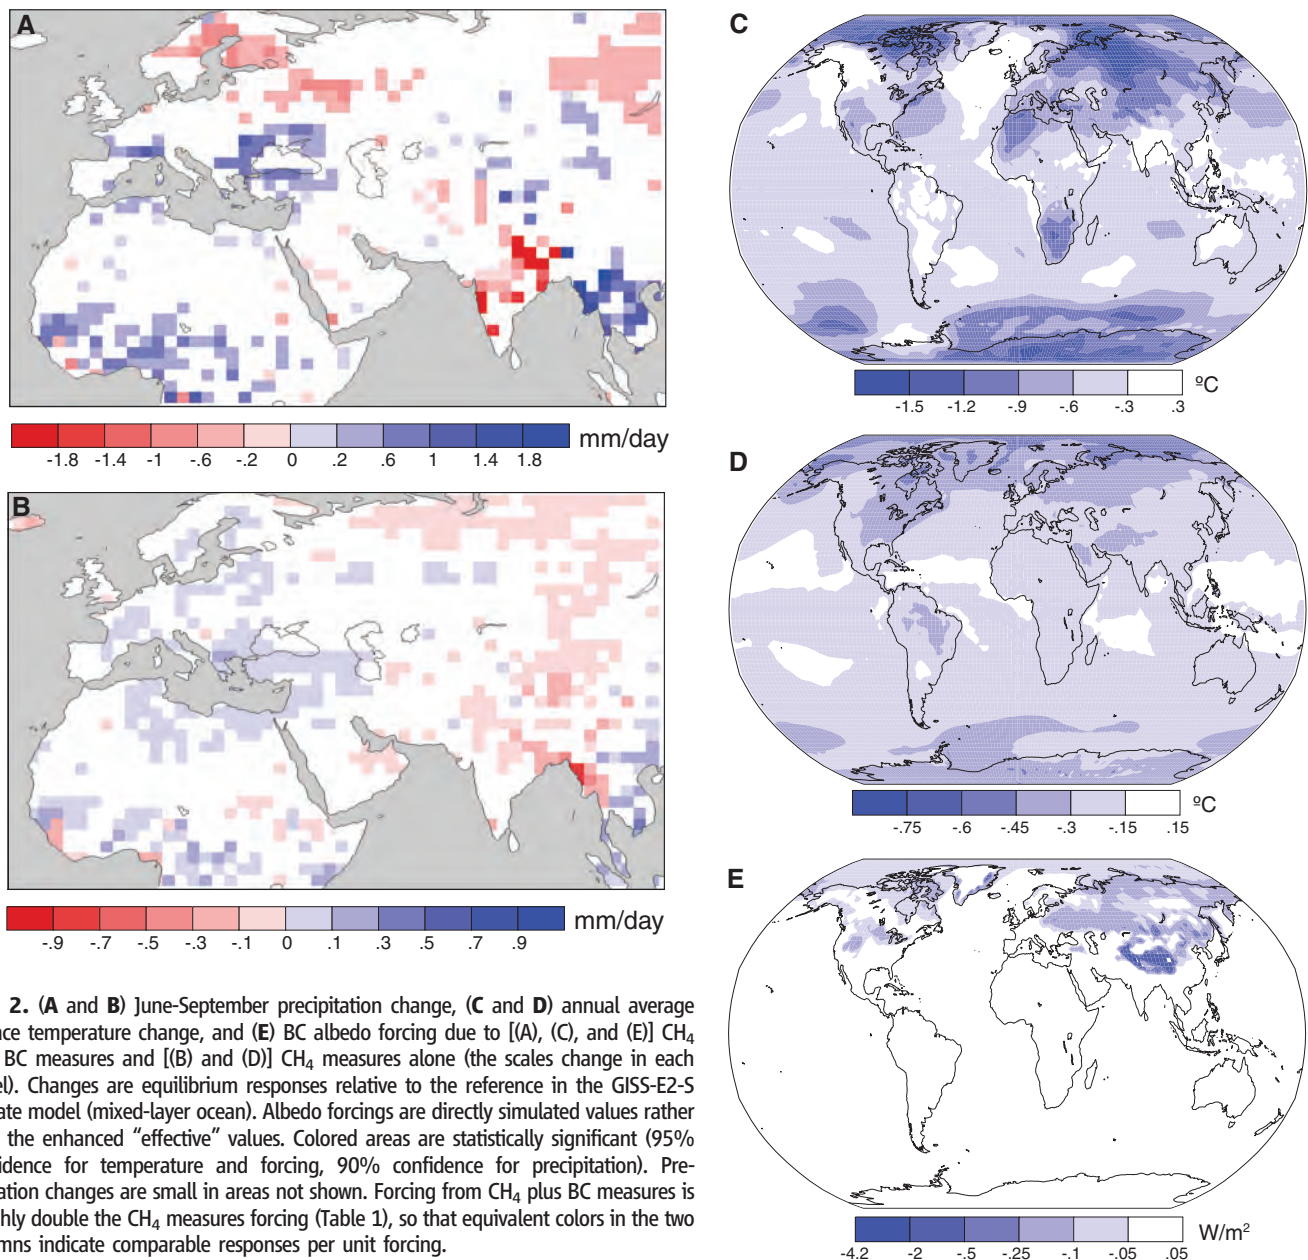 A
-1.8 -1.4 -1 -.6 -.2 0 .2 .6 1 1.4 1.8 mm/day
B
-.9 -.7 -.5 -.3 -.1 0 .1 .3 .5 .7 .9 mm/day
2. (A and B) June-September precipitation change, (C and D) annual average
ace temperature change, and (E) BC albedo forcing due to [(A), (C), and (E)] CH4
BC measures and [(B) and (D)] CH4 measures alone (the scales change in each
el). Changes are equilibrium responses relative to the reference in the GISS-E2-S
ate model (mixed-layer ocean). Albedo forcings are directly simulated values rather
the enhanced “effective” values. Colored areas are statistically significant (95%
idence for temperature and forcing, 90% confidence for precipitation). Pre-
ation changes are small in areas not shown. Forcing from CH4 plus BC measures is
hly double the CH4 measures forcing (Table 1), so that equivalent colors in the two
mns indicate comparable responses per unit forcing.
C
-1.5 -1.2 -.9 -.6 -.3 .3 ºC
D
-.75 -.6 -.45 -.3 -.15 .15 ºC
E
-4.2 -2 -.5 -.25 -.1 -.05 .05 W/m²